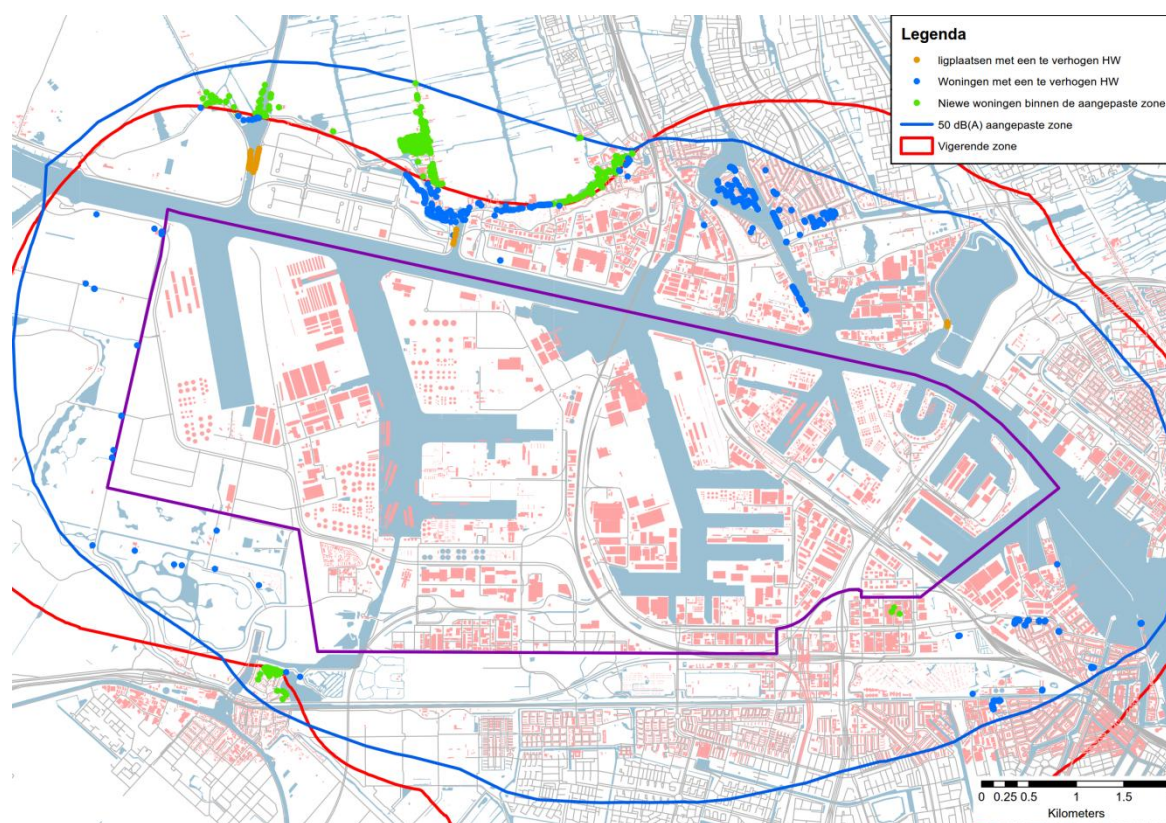 Legenda
ligplaatsen met een te verhogen HW
Woningen met een te verhogen HW
Niewe woningen binnen de aangepaste zone
50 dB(A) aangepaste zone
Vigerende zone
0 0.25 0.5 1 1.5
Kilometers